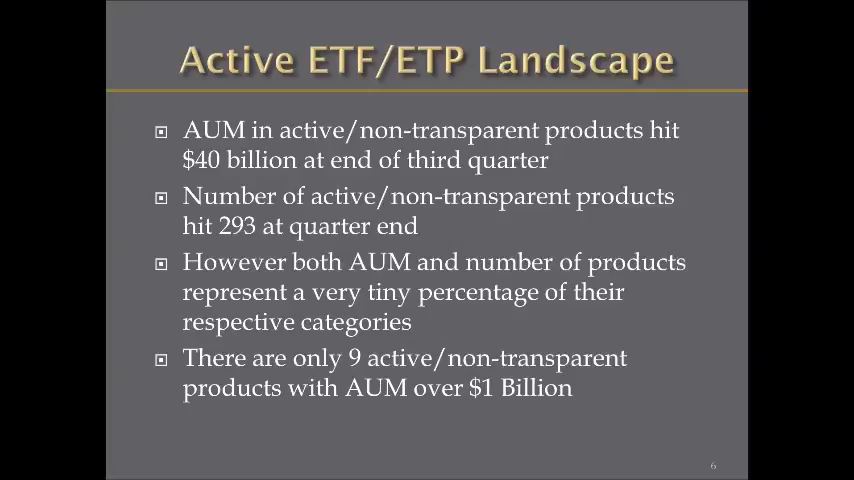 Active ETF/ETP Landscape
AUM in active/non-transparent products hit
$40 billion at end of third quarter
Number of active/non-transparent products
hit 293 at quarter end
However both AUM and number of products
represent a very tiny percentage of their
respective categories
There are only 9 active/non-transparent
products with AUM over $1 Billion
6